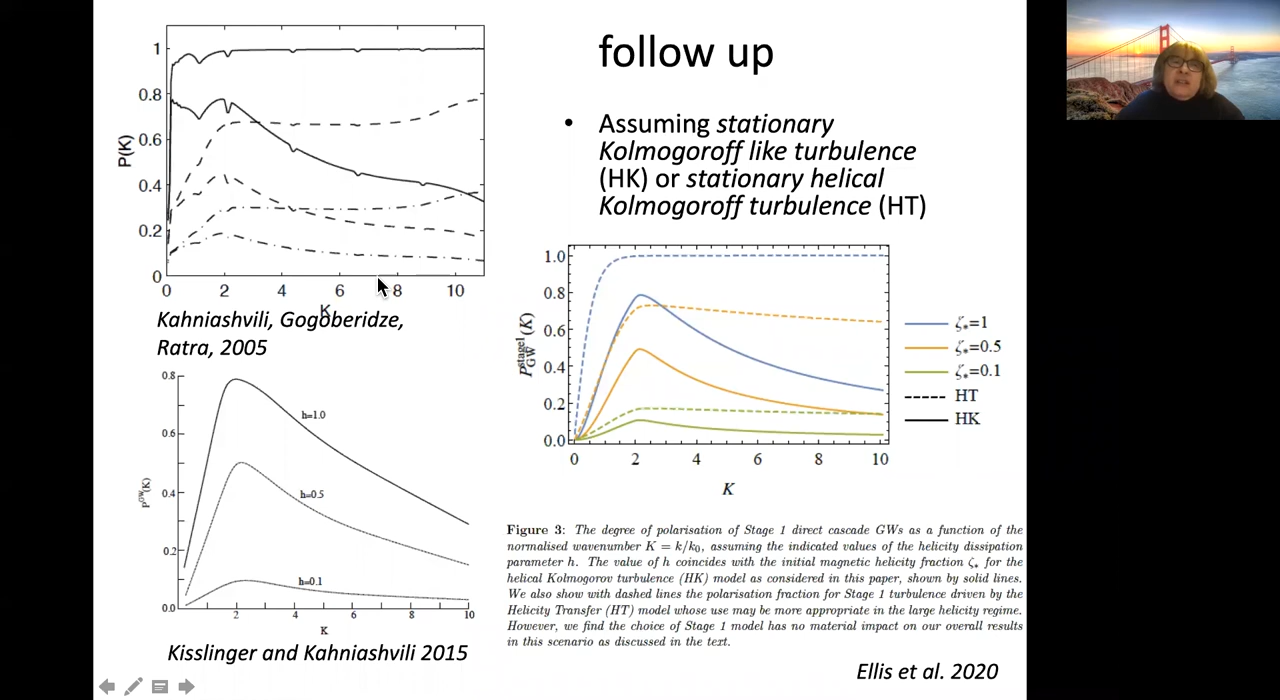 follow up
• Assuming stationary
Kolmogoroff like turbulence
(HK) or stationary helical
Kolmogoroff turbulence (HT)
P(K)
1
0.8
0.6
0.4
0.2
0
0 2 4 6 8 10
K
Kahniashvili, Gogoberidze,
Ratra, 2005
0.8
0.6
0.4
0.2
0.0
P^GW(K)
h=1.0
h=0.5
h=0.1
2 4 6 8 10
K
Kisslinger and Kahniashvili 2015
1.0
0.8
0.6
0.4
0.2
0.0
0 2 4 6 8 10
K
ζ*=1
ζ*=0.5
ζ*=0.1
HT
HK
Figure 3: The degree of polarisation of Stage 1 direct cascade GWs as a function of the
normalised wavenumber K = k/k₀, assuming the indicated values of the helicity dissipation
parameter h. The value of h coincides with the initial magnetic helicity fraction ζ* for the
helical Kolmogorov turbulence (HK) model as considered in this paper, shown by solid lines.
We also show with dashed lines the polarisation fraction for Stage 1 turbulence driven by the
Helicity Transfer (HT) model whose use may be more appropriate in the large helicity regime.
However, we find the choice of Stage 1 model has no material impact on our overall results
in this scenario as discussed in the text.
Ellis et al. 2020